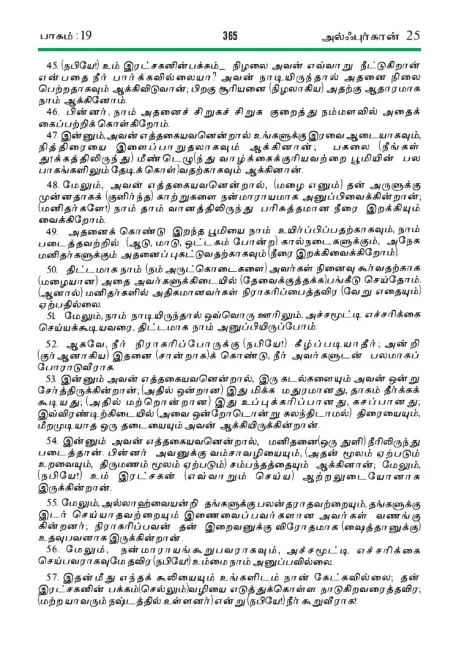 பாகம் : 19 365 அல்ஃபுர்கான் 25
45. (நபியே!) உம் இரட்சகனின்பக்கம்_ நிழலை அவன் எவ்வாறு நீட்டுகிறான்
என்பதை நீர் பார்க்கவில்லையா? அவன் நாடியிருந்தால் அதனை நிலை
பெற்றதாகவும் ஆக்கிவிடுவான்; பிறகு சூரியனை (நிழலாகிய) அதற்கு ஆதாரமாக
நாம் ஆக்கினோம்.
46. பின்னர், நாம் அதனைச் சிறுகச் சிறுக குறைத்து நம்மளவில் அதைக்
கைப்பற்றிக்கொள்கிறோம்.
47. இன்னும்,அவன் எத்தகையவனென்றால் உங்களுக்கு இரவை ஆடையாகவும்,
நித்திரையை இளைப்பாறுதலாகவும் ஆக்கினான்; பகலை (நீங்கள்
தூக்கத்திலிருந்து) மீண்டெழுந்து வாழ்க்கைக்குரியவற்றை பூமியின் பல
பாகங்களிலும் தேடிக் கொள்)வதற்காகவும் ஆக்கினான்.
48. மேலும், அவன் எத்தகையவனென்றால், (மழை எனும்) தன் அருளுக்கு
முன்னதாகக் (குளிர்ந்த) காற்றுகளை நன்மாராயமாக அனுப்பிவைக்கின்றான்;
(மனிதர்களே!) நாம் தாம் வானத்திலிருந்து பரிசுத்தமான நீரை இறக்கியும்
வைக்கிறோம்.
49. அதனைக் கொண்டு இறந்த பூமியை நாம் உயிர்ப்பிப்பதற்காகவும், நாம்
படைத்தவற்றில் (ஆடு, மாடு, ஒட்டகம் போன்ற) கால்நடைகளுக்கும், அநேக
மனிதர்களுக்கும் அதனைப் புகட்டுவதற்காகவும் (நீரை இறக்கிவைக்கிறோம்).
50. திட்டமாக நாம் (நம் அருட்கொடைகளை) அவர்கள் நினைவு கூர்வதற்காக
(மழையான) அதை அவர்களுக்கிடையில் (தேவைக்குத்தக்க)பங்கீடு செய்தோம்.
(ஆனால்) மனிதர்களில் அதிகமானவர்கள் நிராகரிப்பைத்தவிர (வேறு எதையும்)
ஏற்பதில்லை.
51. மேலும், நாம் நாடியிருந்தால் ஒவ்வொரு ஊரிலும், அச்சமூட்டி எச்சரிக்கை
செய்யக்கூடியவரை, திட்டமாக நாம் அனுப்பியிருப்போம்.
52. ஆகவே, நீர் நிராகரிப்போருக்கு (நபியே!) கீழ்ப்படியாதீர்; அன்றி
(குர்ஆனாகிய) இதனை (சான்றாக)க் கொண்டு, நீர் அவர்களுடன் பலமாகப்
போராடுவீராக.
53. இன்னும் அவன் எத்தகையவனென்றால், இரு கடல்களையும் அவன் ஒன்று
சேர்த்திருக்கின்றான்; (அதில் ஒன்றான) இது மிக்க மதுரமானது, தாகம் தீர்க்கக்
கூடியது; (அதில் மற்றொன்றான) இது உப்புக்கரிப்பானது, கசப்பானது;
இவ்விரண்டிற்கிடையில் (அவை ஒன்றோடொன்று கலந்திடாமல்) திரையையும்,
மீறமுடியாத ஒரு தடையையும் அவன் ஆக்கியிருக்கின்றான்.
54. இன்னும் அவன் எத்தகையவனென்றால், மனிதனை(ஒரு துளி) நீரிலிருந்து
படைத்தான். பின்னர் அவனுக்கு வம்சாவழியையும், (அதன் மூலம் ஏற்படும்
உறவையும், திருமணம் மூலம் ஏற்படும்) சம்பந்தத்தையும் ஆக்கினான்; மேலும்,
(நபியே!) உம் இரட்சகன் (எவ்வாறும் செய்ய) ஆற்றலுடையோனாக
இருக்கின்றான்.
55. மேலும்,அல்லாஹ்வையன்றி தங்களுக்கு பலன்தராதவற்றையும், தங்களுக்கு
இடர் செய்யாதவற்றையும் இணைவைப்பவர்களான அவர்கள் வணங்கு
கின்றனர்; நிராகரிப்பவன் தன் இறைவனுக்கு விரோதமாக (ஷைத்தானுக்கு)
உதவுபவனாக இருக்கின்றான்.
56. மேலும், நன்மாராயங்கூறுபவராகவும், அச்சமூட்டி எச்சரிக்கை
செய்பவராகவுமே தவிர (நபியே!) உம்மை நாம் அனுப்பவில்லை.
57. இதன்மீது எந்தக் கூலியையும் உங்களிடம் நான் கேட்கவில்லை; தன்
இரட்சகனின் பக்கம்(செல்லும்)வழியை எடுத்துக்கொள்ள நாடுகிறவரைத்தவிர,
(மற்றயாவரும் நஷ்டத்தில் உள்ளனர்) என்று (நபியே!) நீர் கூறுவீராக!